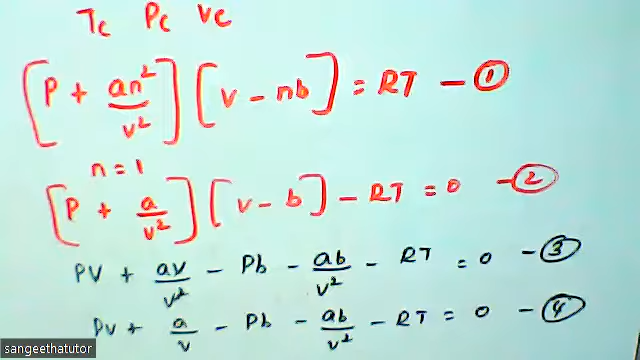 Tc Pc Vc
[P + an²/v²] [v - nb] = RT - ①
n = 1
[P + a/v²] [v - b] - RT = 0 - ②
PV + av/v² - Pb - ab/v² - RT = 0 - ③
Pv + a/v - Pb - ab/v² - RT = 0 - ④
sangeethatutor